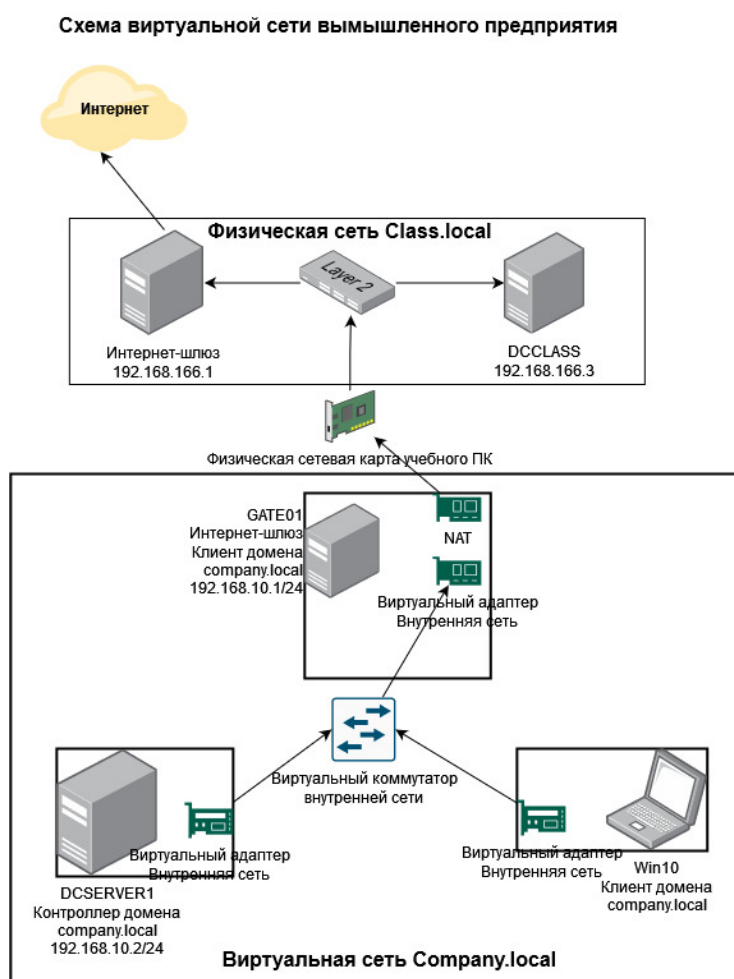 Схема виртуальной сети вымышленного предприятия
Интернет
Физическая сеть Class.local
Layer 2
Интернет-шлюз
192.168.166.1
DCCLASS
192.168.166.3
Физическая сетевая карта учебного ПК
GATE01
Интернет-шлюз
Клиент домена
company.local
192.168.10.1/24
NAT
Виртуальный адаптер
Внутренняя сеть
Виртуальный коммутатор
внутренней сети
Виртуальный адаптер
Внутренняя сеть
DCSERVER1
Контроллер домена
company.local
192.168.10.2/24
Виртуальный адаптер
Внутренняя сеть
Win10
Клиент домена
company.local
Виртуальная сеть Company.local